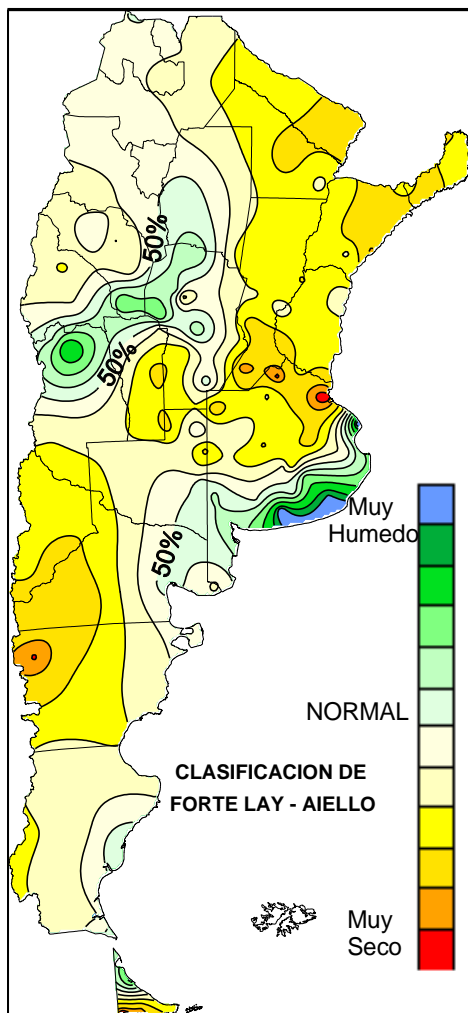 50%
50%
50%
Muy
Humedo
NORMAL
CLASIFICACION DE
FORTE LAY - AIELLO
Muy
Seco